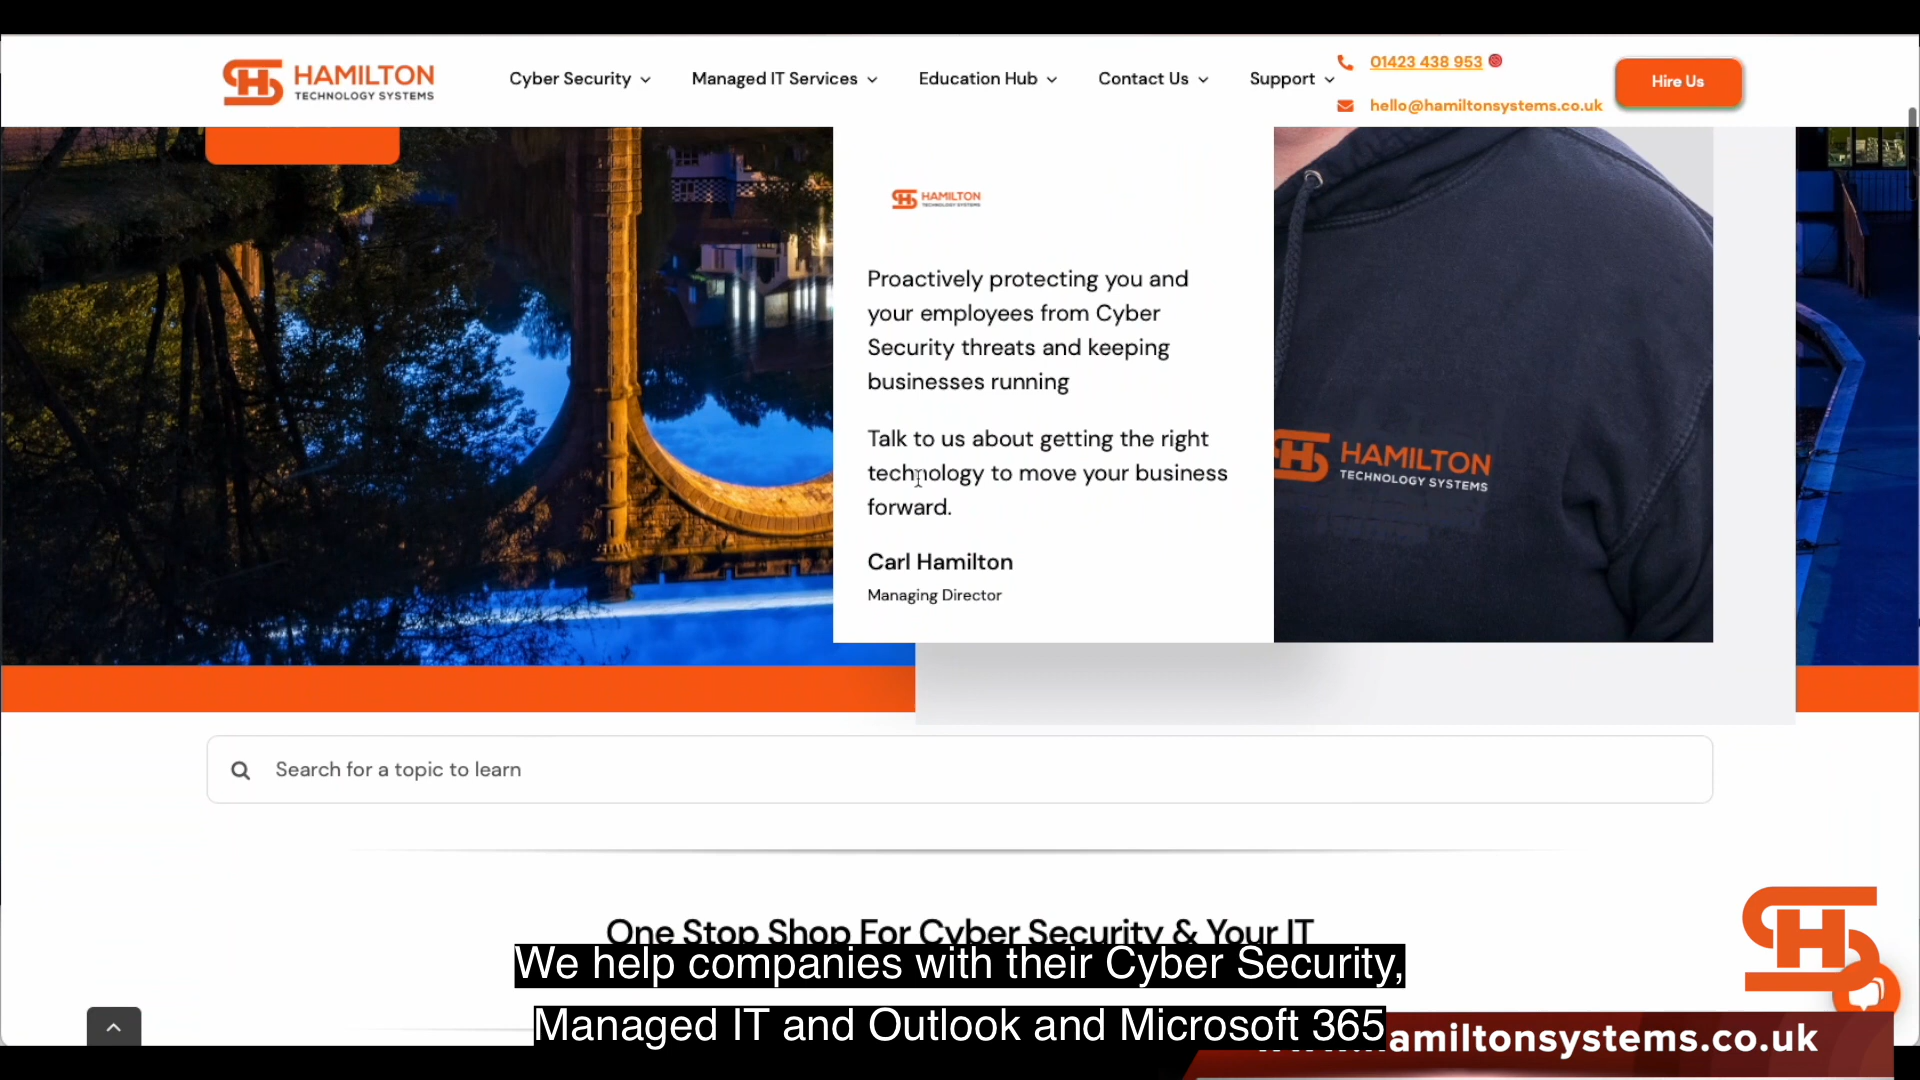 HAMILTON
TECHNOLOGY SYSTEMS
Cyber Security
Managed IT Services
Education Hub
Contact Us
Support
01423 438 953
hello@hamiltonsystems.co.uk
Hire Us
HAMILTON
TECHNOLOGY SYSTEMS
Proactively protecting you and
your employees from Cyber
Security threats and keeping
businesses running
Talk to us about getting the right
technology to move your business
forward.
Carl Hamilton
Managing Director
HAMILTON
TECHNOLOGY SYSTEMS
Search for a topic to learn
One Stop Shop For Cyber Security & Your IT
We help companies with their Cyber Security,
Managed IT and Outlook and Microsoft 365
amiltonsystems.co.uk